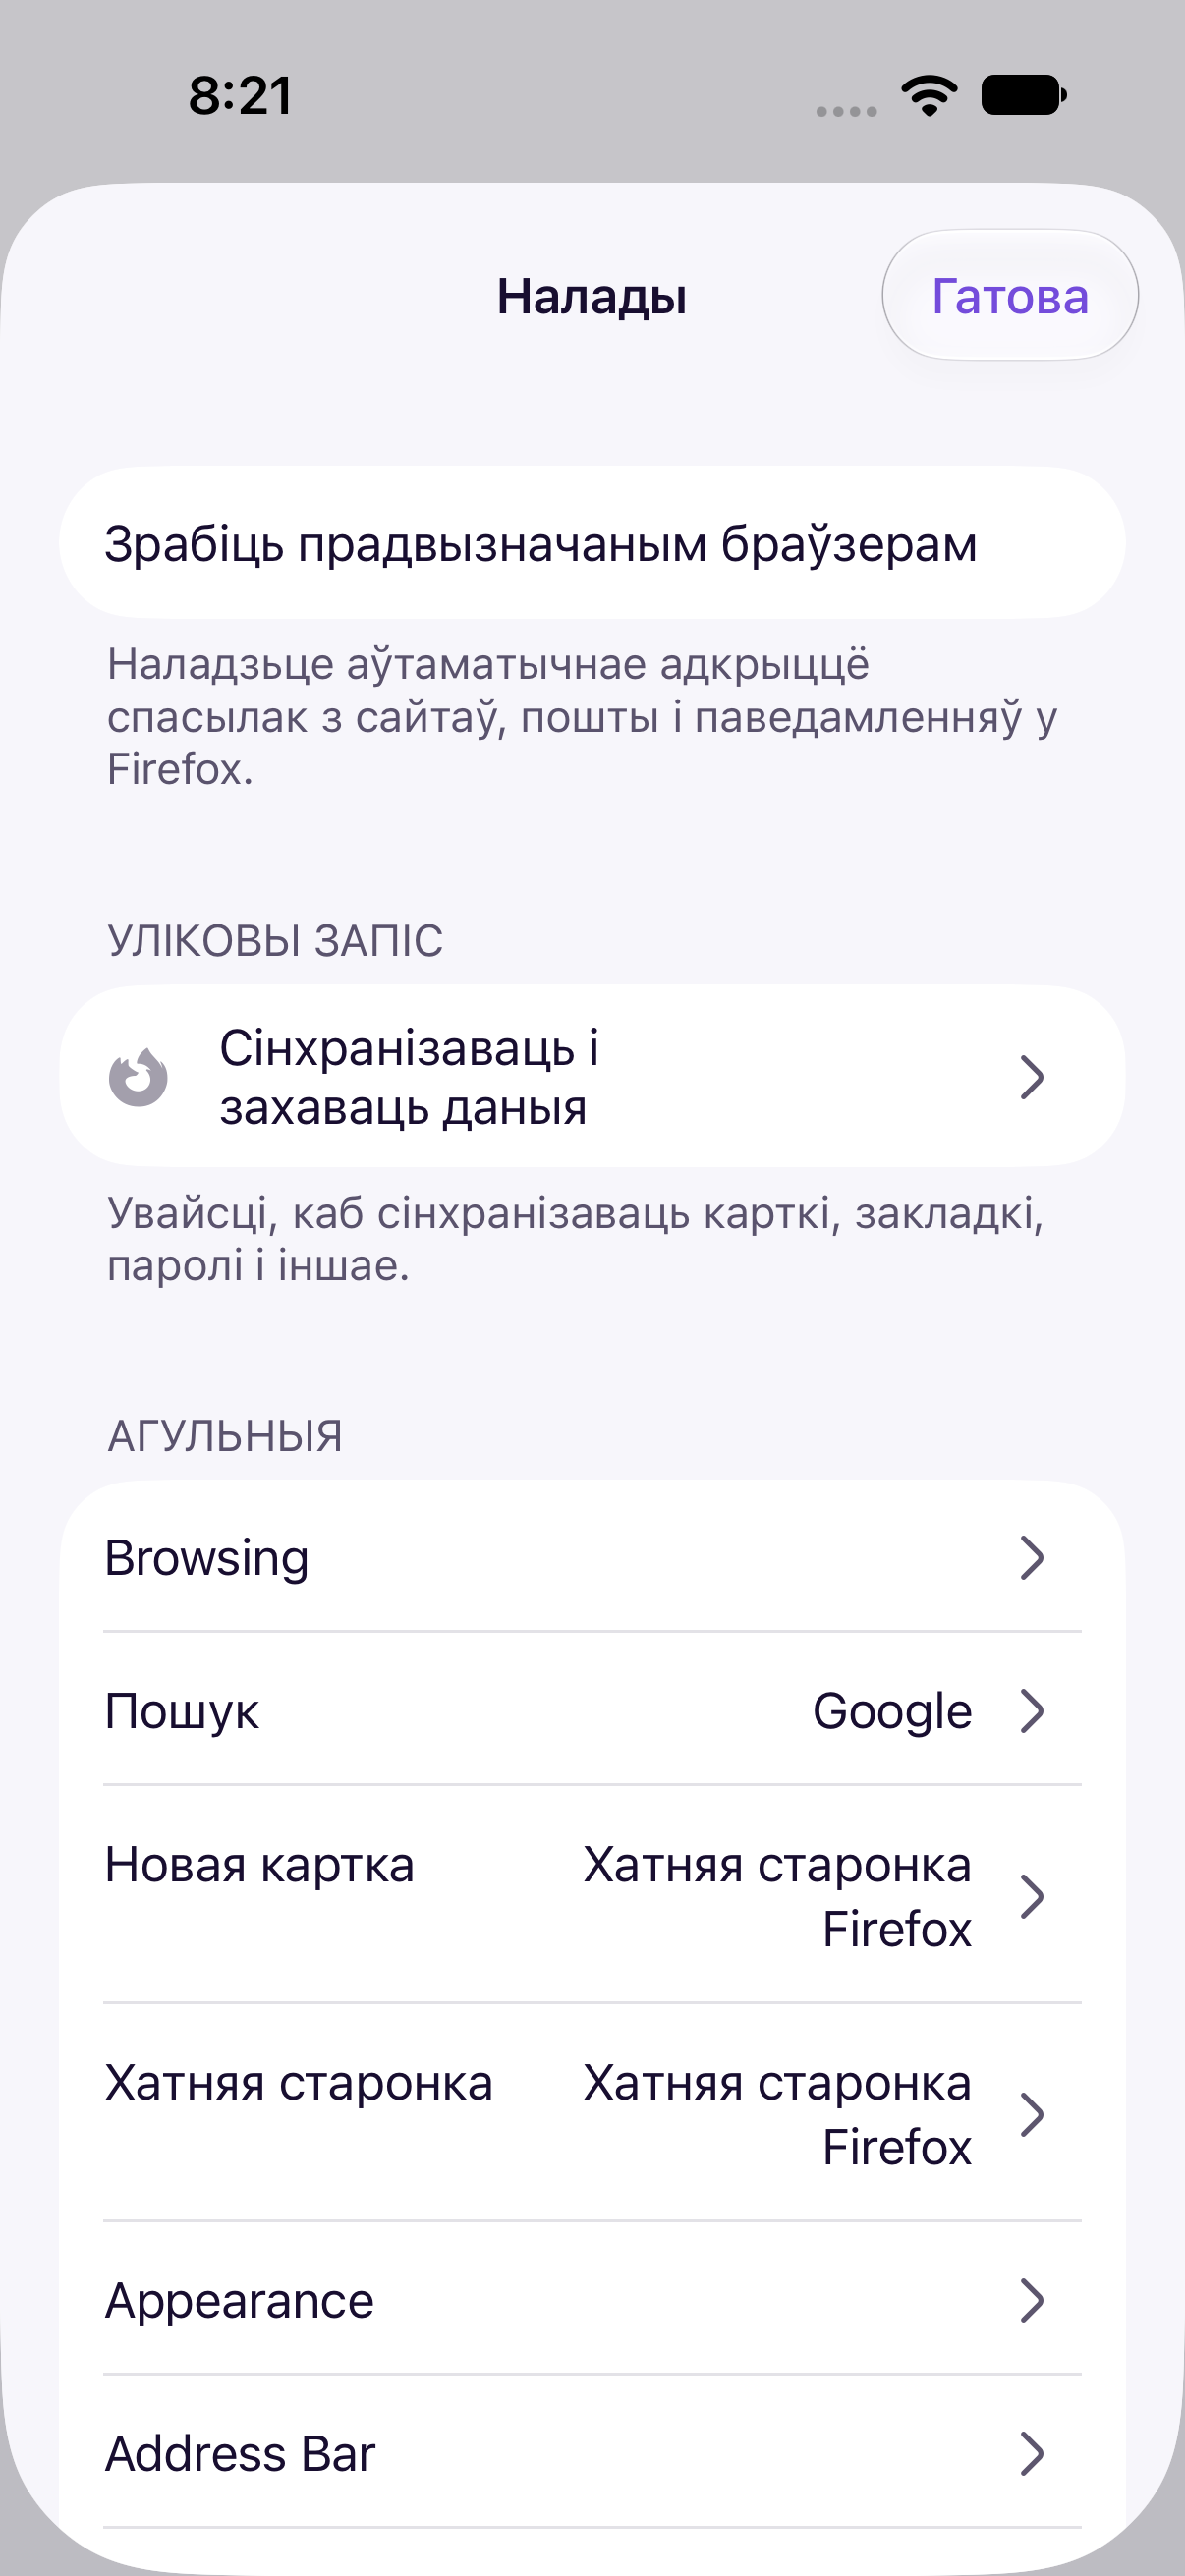 8:21
Налады
Гатова
Зрабіць прадвызначаным браўзерам
Наладзьце аўтаматычнае адкрыццё
спасылак з сайтаў, пошты і паведамленняў у
Firefox.
УЛІКОВЫ ЗАПІС
Сінхранізаваць і
захаваць даныя
Увайсці, каб сінхранізаваць карткі, закладкі,
паролі і іншае.
АГУЛЬНЫЯ
Browsing
Пошук
Google
Новая картка
Хатняя старонка
Firefox
Хатняя старонка
Хатняя старонка
Firefox
Appearance
Address Bar